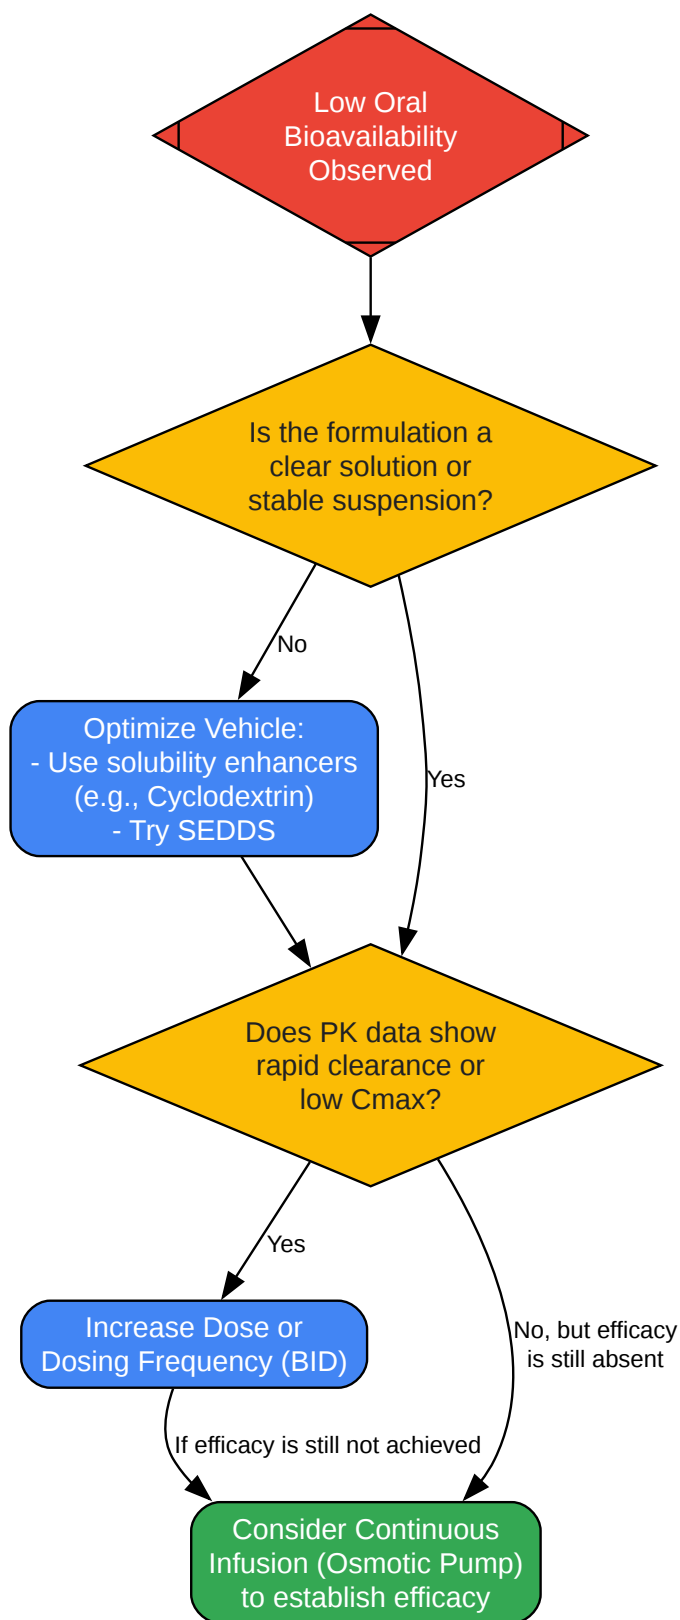 Low Oral
Bioavailability
Observed
Is the formulation a
clear solution or
stable suspension?
No
Yes
Optimize Vehicle:
- Use solubility enhancers
(e.g., Cyclodextrin)
- Try SEDDS
Does PK data show
rapid clearance or
low Cmax?
Yes
No, but efficacy
is still absent
Increase Dose or
Dosing Frequency (BID)
If efficacy is still not achieved
Consider Continuous
Infusion (Osmotic Pump)
to establish efficacy